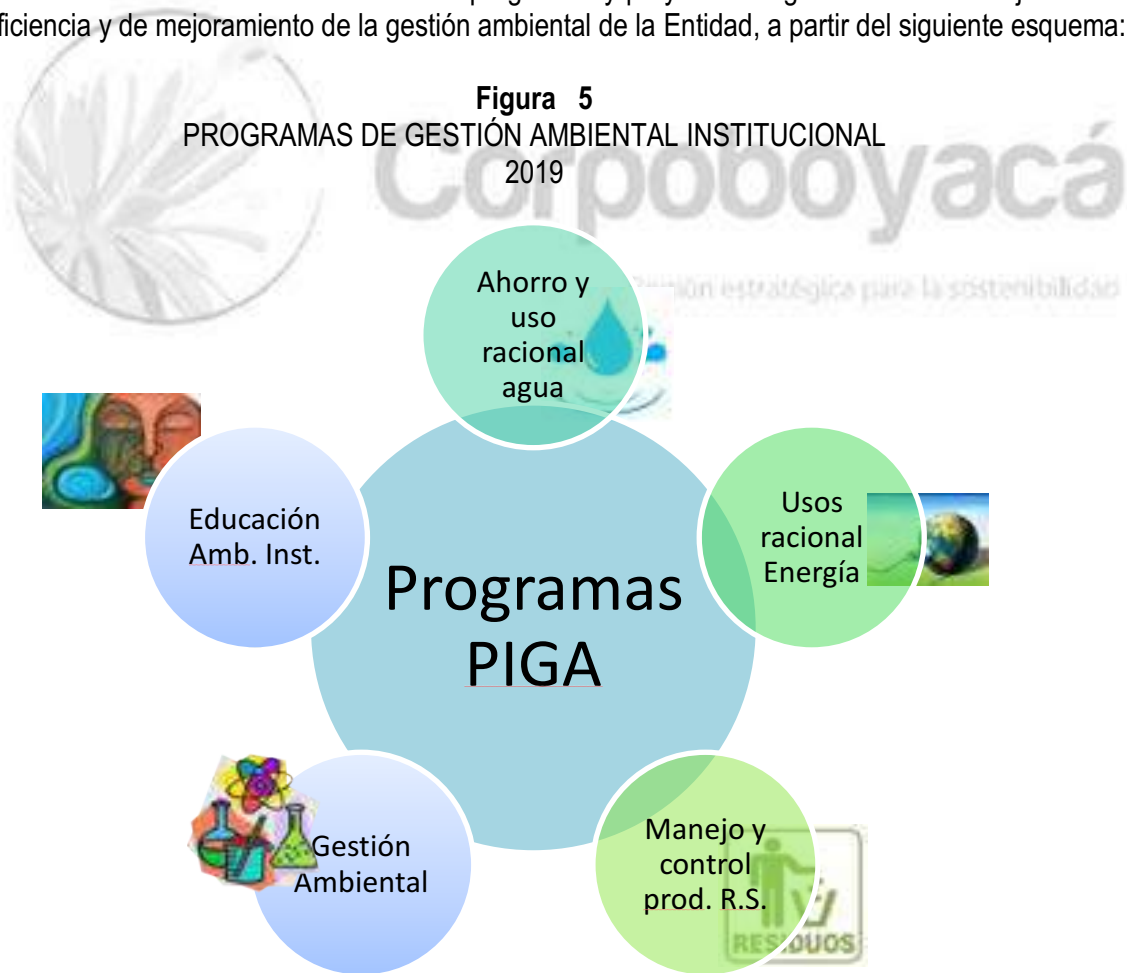 ficiencia y de mejoramiento de la gestión ambiental de la Entidad, a partir del siguiente esquema:
Figura 5
PROGRAMAS DE GESTIÓN AMBIENTAL INSTITUCIONAL
2019
Corpoboyacá
estratégica para la sostenibilidad
Ahorro y
uso
racional
agua
Usos
racional
Energía
Educación
Amb. Inst.
Programas
PIGA
Gestión
Ambiental
Manejo y
control
prod. R.S.
RESIDUOS